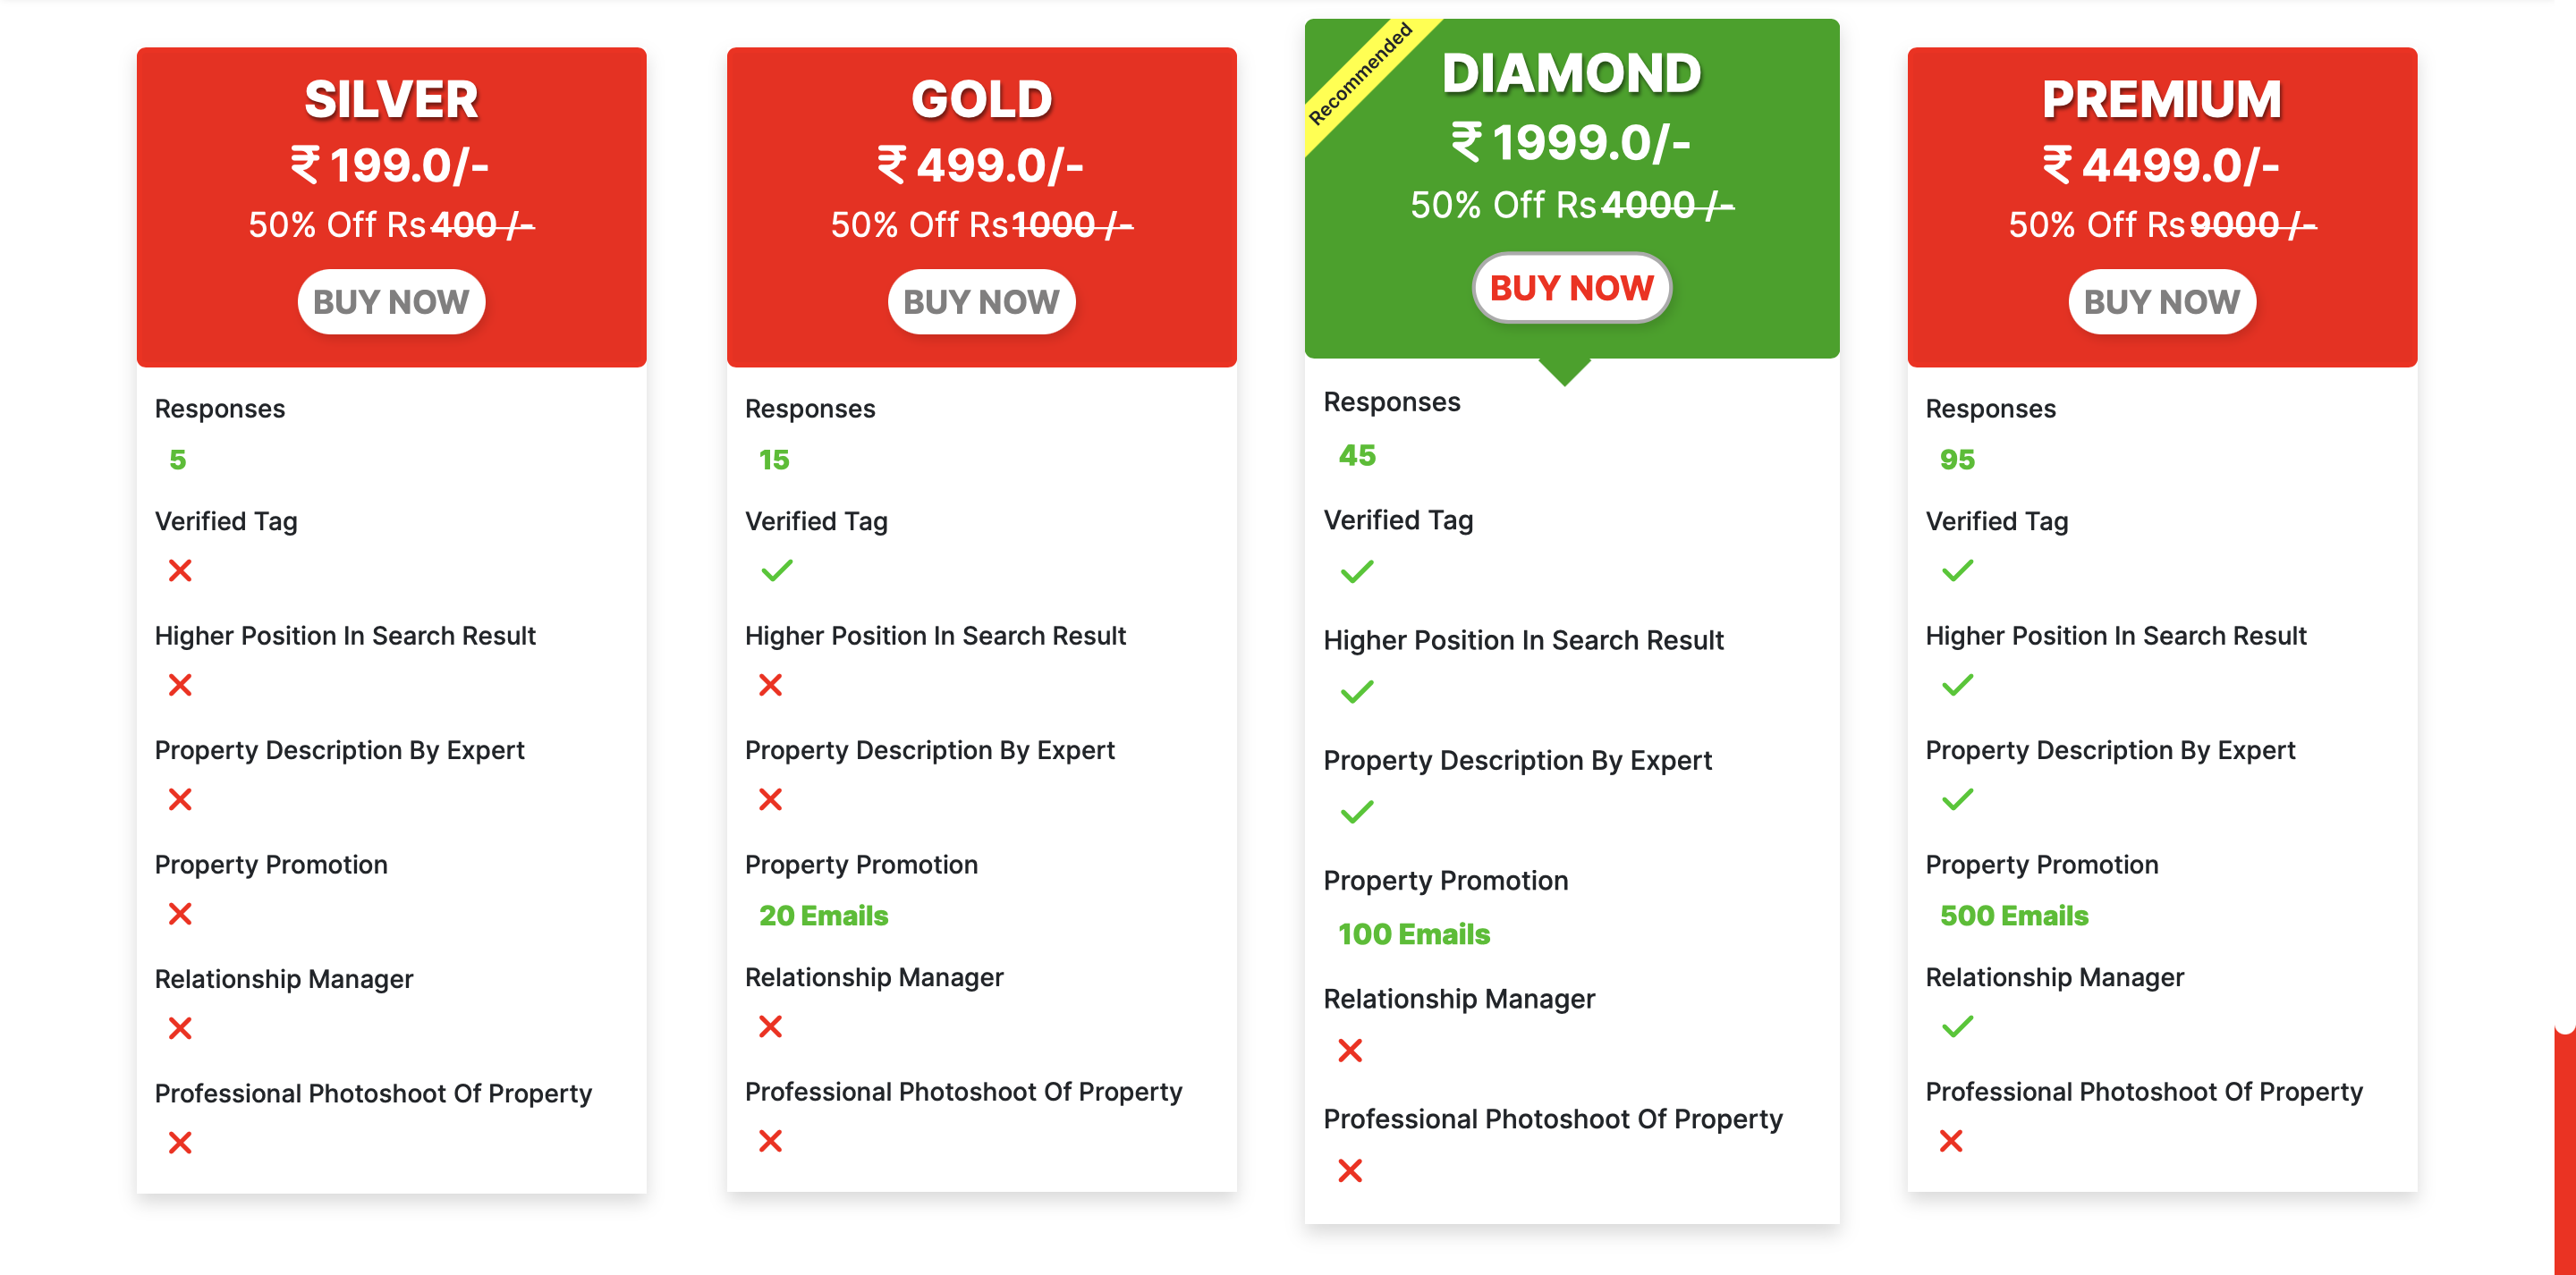 SILVER
₹ 199.0/-
50% Off Rs 400 /-
BUY NOW
Responses
5
Verified Tag
Higher Position In Search Result
Property Description By Expert
Property Promotion
Relationship Manager
Professional Photoshoot Of Property
GOLD
₹ 499.0/-
50% Off Rs 1000 /-
BUY NOW
Responses
15
Verified Tag
Higher Position In Search Result
Property Description By Expert
Property Promotion
20 Emails
Relationship Manager
Professional Photoshoot Of Property
Recommended
DIAMOND
₹ 1999.0/-
50% Off Rs 4000 /-
BUY NOW
Responses
45
Verified Tag
Higher Position In Search Result
Property Description By Expert
Property Promotion
100 Emails
Relationship Manager
Professional Photoshoot Of Property
PREMIUM
₹ 4499.0/-
50% Off Rs 9000 /-
BUY NOW
Responses
95
Verified Tag
Higher Position In Search Result
Property Description By Expert
Property Promotion
500 Emails
Relationship Manager
Professional Photoshoot Of Property